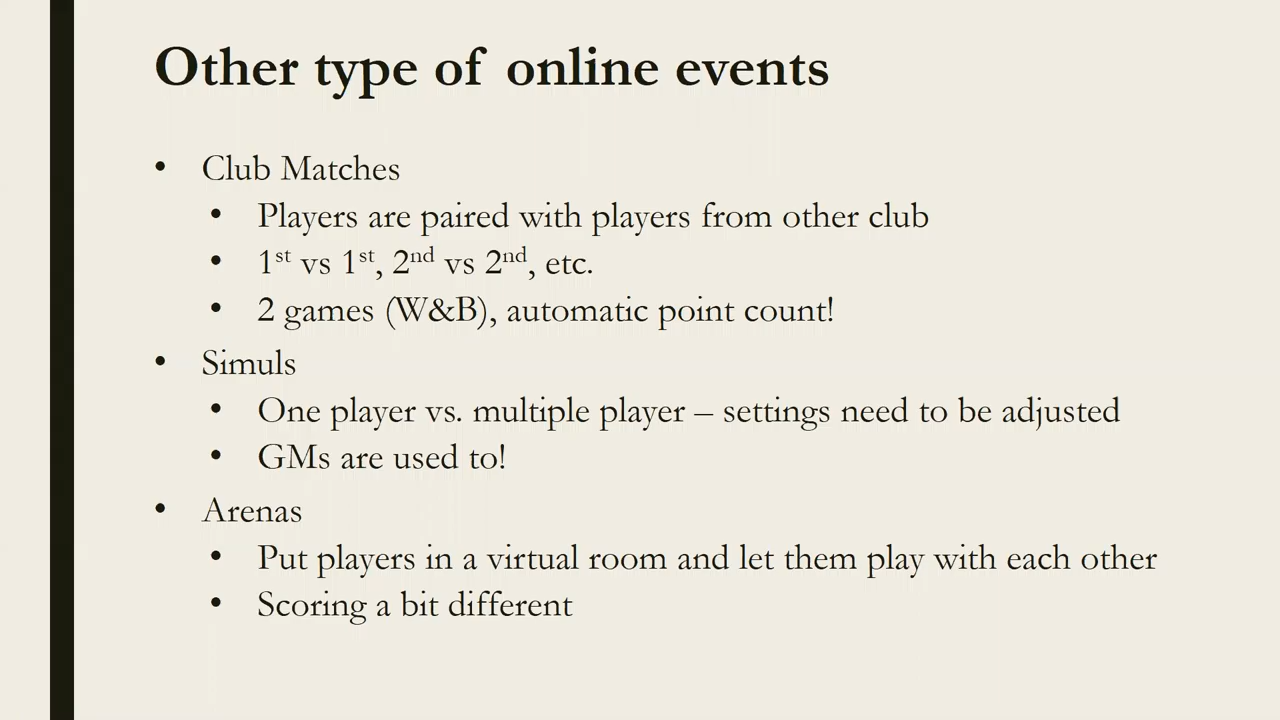 Other type of online events
• Club Matches
• Players are paired with players from other club
• 1st vs 1st, 2nd vs 2nd, etc.
• 2 games (W&B), automatic point count!
• Simuls
• One player vs. multiple player – settings need to be adjusted
• GMs are used to!
• Arenas
• Put players in a virtual room and let them play with each other
• Scoring a bit different